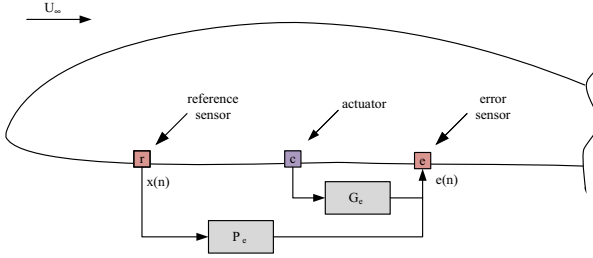 U∞
reference
sensor
actuator
error
sensor
r
c
e
x(n)
e(n)
Ge
Pe